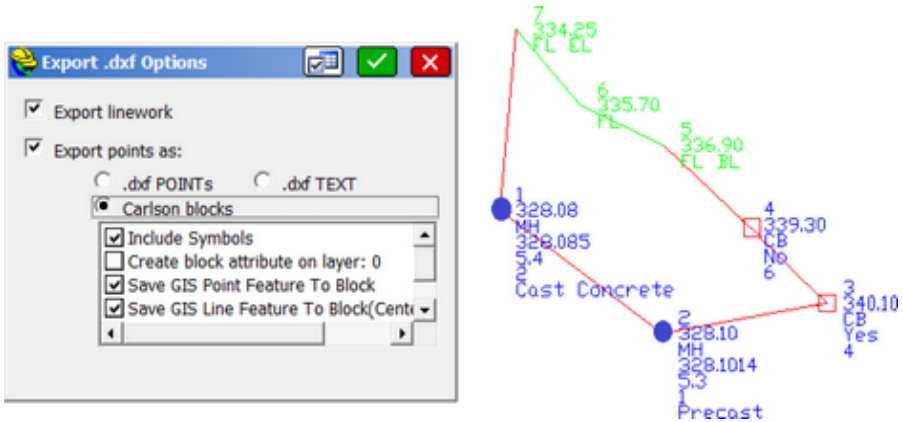 Export .dxf Options
Export linework
Export points as:
.dxf POINTs
.dxf TEXT
Carlson blocks
Include Symbols
Create block attribute on layer: 0
Save GIS Point Feature To Block
Save GIS Line Feature To Block(Cente
7
334.25
FL EL
6
335.70
FL
5
336.90
FL BL
4
339.30
CB
No
6
3
340.10
CB
Yes
4
1
328.08
MH
328.085
5.4
2
Cast Concrete
2
328.10
MH
328.1014
5.3
1
Precast